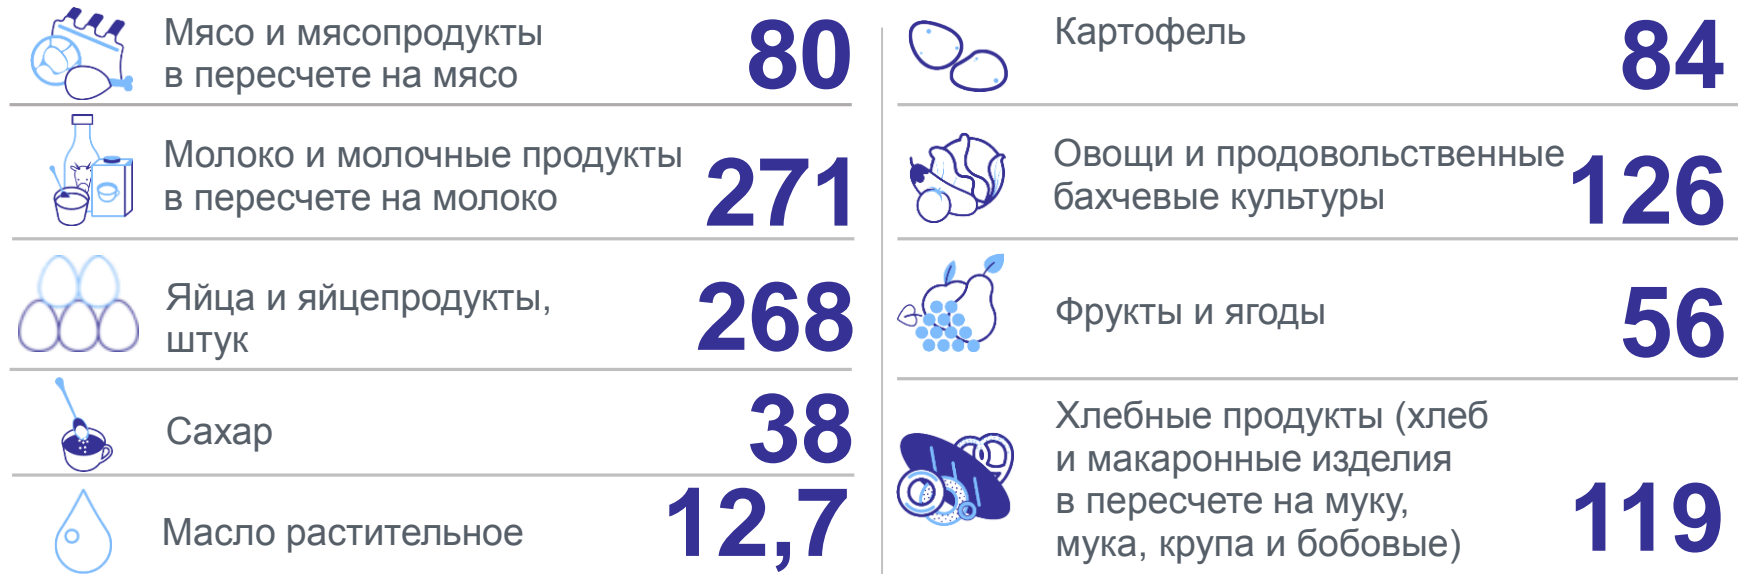 Мясо и мясопродукты
в пересчете на мясо
80
Молоко и молочные продукты
в пересчете на молоко
271
Яйца и яйцепродукты,
штук
268
Сахар
38
Масло растительное
12,7
Картофель
84
Овощи и продовольственные
бахчевые культуры
126
Фрукты и ягоды
56
Хлебные продукты (хлеб
и макаронные изделия
в пересчете на муку,
мука, крупа и бобовые)
119